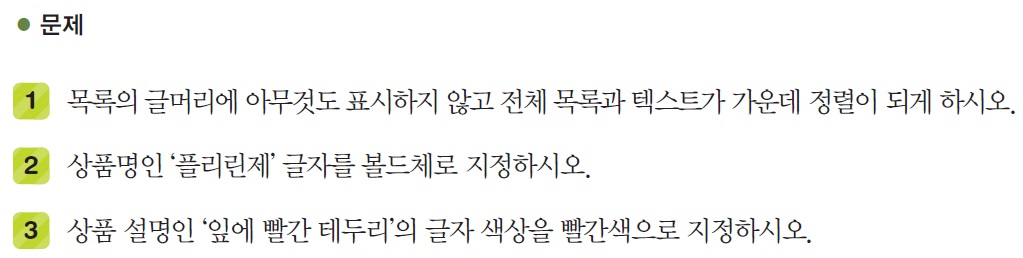 • 문제
1 목록의 글머리에 아무것도 표시하지 않고 전체 목록과 텍스트가 가운데 정렬이 되게 하시오.
2 상품명인 ‘플리린제’ 글자를 볼드체로 지정하시오.
3 상품 설명인 ‘잎에 빨간 테두리’의 글자 색상을 빨간색으로 지정하시오.